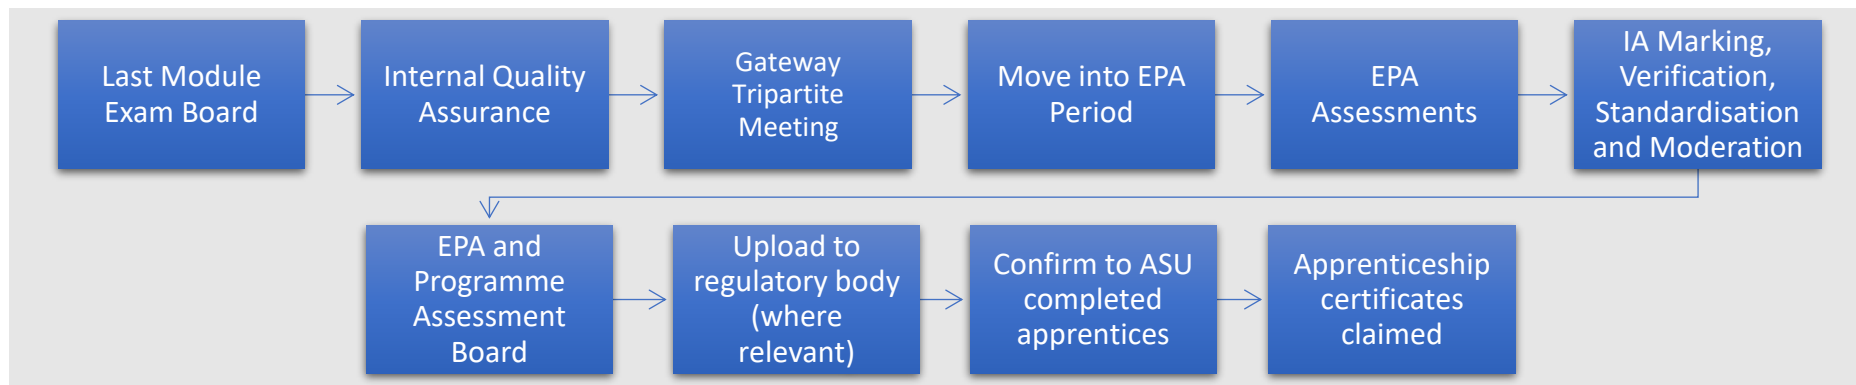 Last Module
Exam Board
Internal Quality
Assurance
Gateway
Tripartite
Meeting
Move into EPA
Period
EPA
Assessments
IA Marking,
Verification,
Standardisation
and Moderation
EPA and
Programme
Assessment
Board
Upload to
regulatory body
(where
relevant)
Confirm to ASU
completed
apprentices
Apprenticeship
certificates
claimed